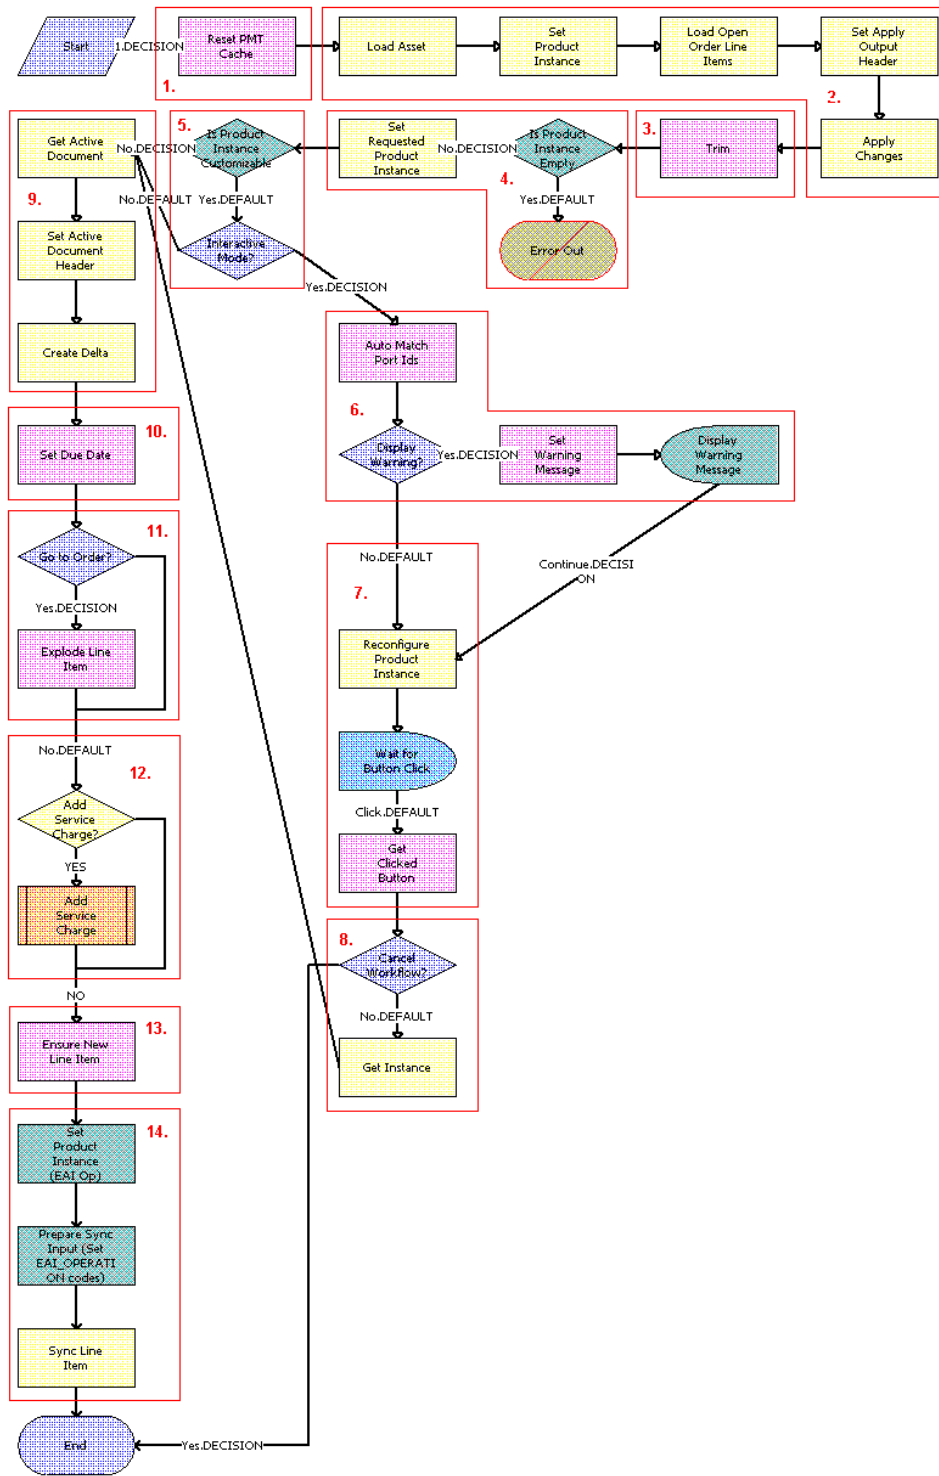 Start
1.DECISION
Reset PMT
Cache
1.
Load Asset
Set
Product
Instance
Load Open
Order Line
Items
Set Apply
Output
Header
2.
Apply
Changes
3.
Trim
Is Product
Instance
Empty
4.
No.DECISION
Yes.DEFAULT
Error Out
Set
Requested
Product
Instance
5.
Is Product
Instance
Customizable
No.DECISION
Yes.DEFAULT
Interactive
Mode?
No.DEFAULT
Yes.DECISION
Get Active
Document
9.
Set Active
Document
Header
Create Delta
Auto Match
Port Ids
6.
Display
Warning?
Yes.DECISION
Set
Warning
Message
Display
Warning
Message
No.DEFAULT
Continue.DECISI
ON
7.
Reconfigure
Product
Instance
Wait for
Button Click
Click.DEFAULT
Get
Clicked
Button
8.
Cancel
Workflow?
No.DEFAULT
Get Instance
10.
Set Due Date
11.
Go to Order?
Yes.DECISION
Explode Line
Item
No.DEFAULT
12.
Add
Service
Charge?
YES
Add
Service
Charge
NO
13.
Ensure New
Line Item
14.
Set
Product
Instance
(EAI Op)
Prepare Sync
Input (Set
EAI_OPERATI
ON codes)
Sync Line
Item
End
Yes.DECISION